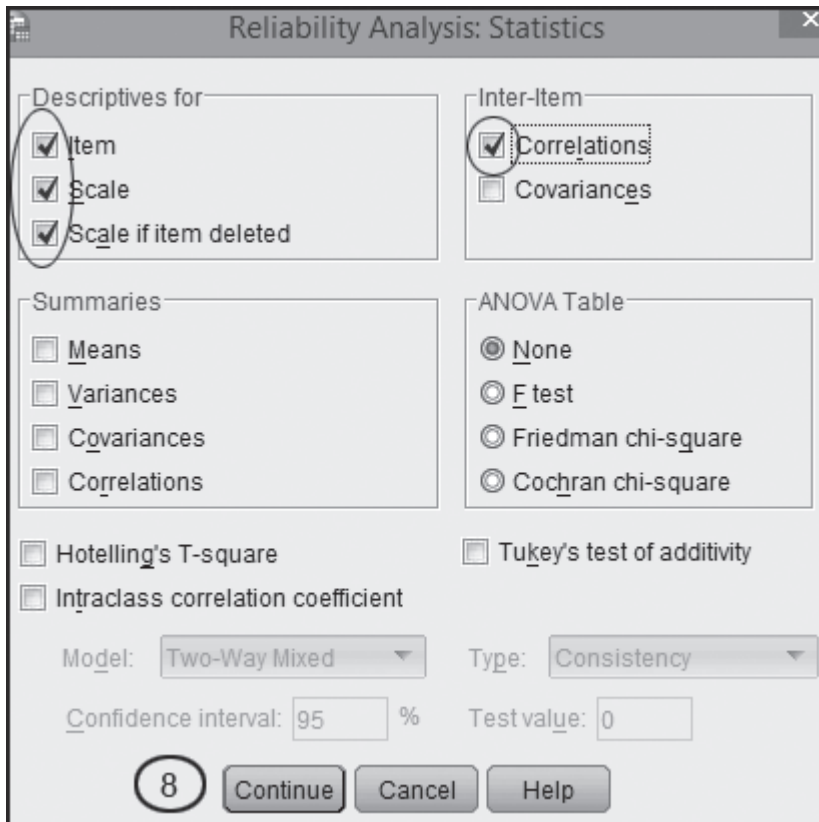 Reliability Analysis: Statistics
Descriptives for
Item
Scale
Scale if item deleted
Inter-Item
Correlations
Covariances
Summaries
Means
Variances
Covariances
Correlations
ANOVA Table
None
F test
Friedman chi-square
Cochran chi-square
Hotelling's T-square
Tukey's test of additivity
Intraclass correlation coefficient
Model: Two-Way Mixed
Type: Consistency
Confidence interval: 95 %
Test value: 0
8 Continue Cancel Help